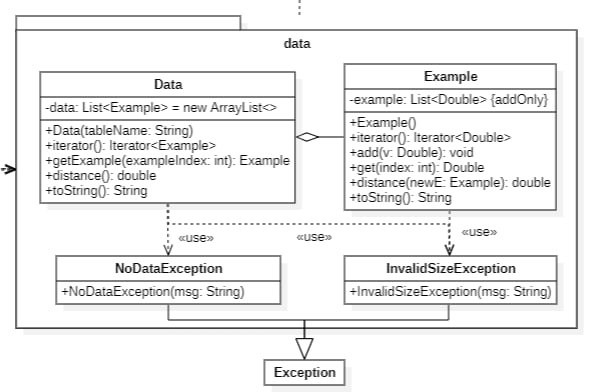 data
Data
-data: List<Example> = new ArrayList<>
+Data(tableName: String)
+iterator(): Iterator<Example>
+getExample(exampleIndex: int): Example
+distance(): double
+toString(): String
Example
-example: List<Double> {addOnly}
+Example()
+iterator(): Iterator<Double>
+add(v: Double): void
+get(index: int): Double
+distance(newE: Example): double
+toString(): String
«use»
«use»
«use»
NoDataException
+NoDataException(msg: String)
InvalidSizeException
+InvalidSizeException(msg: String)
Exception